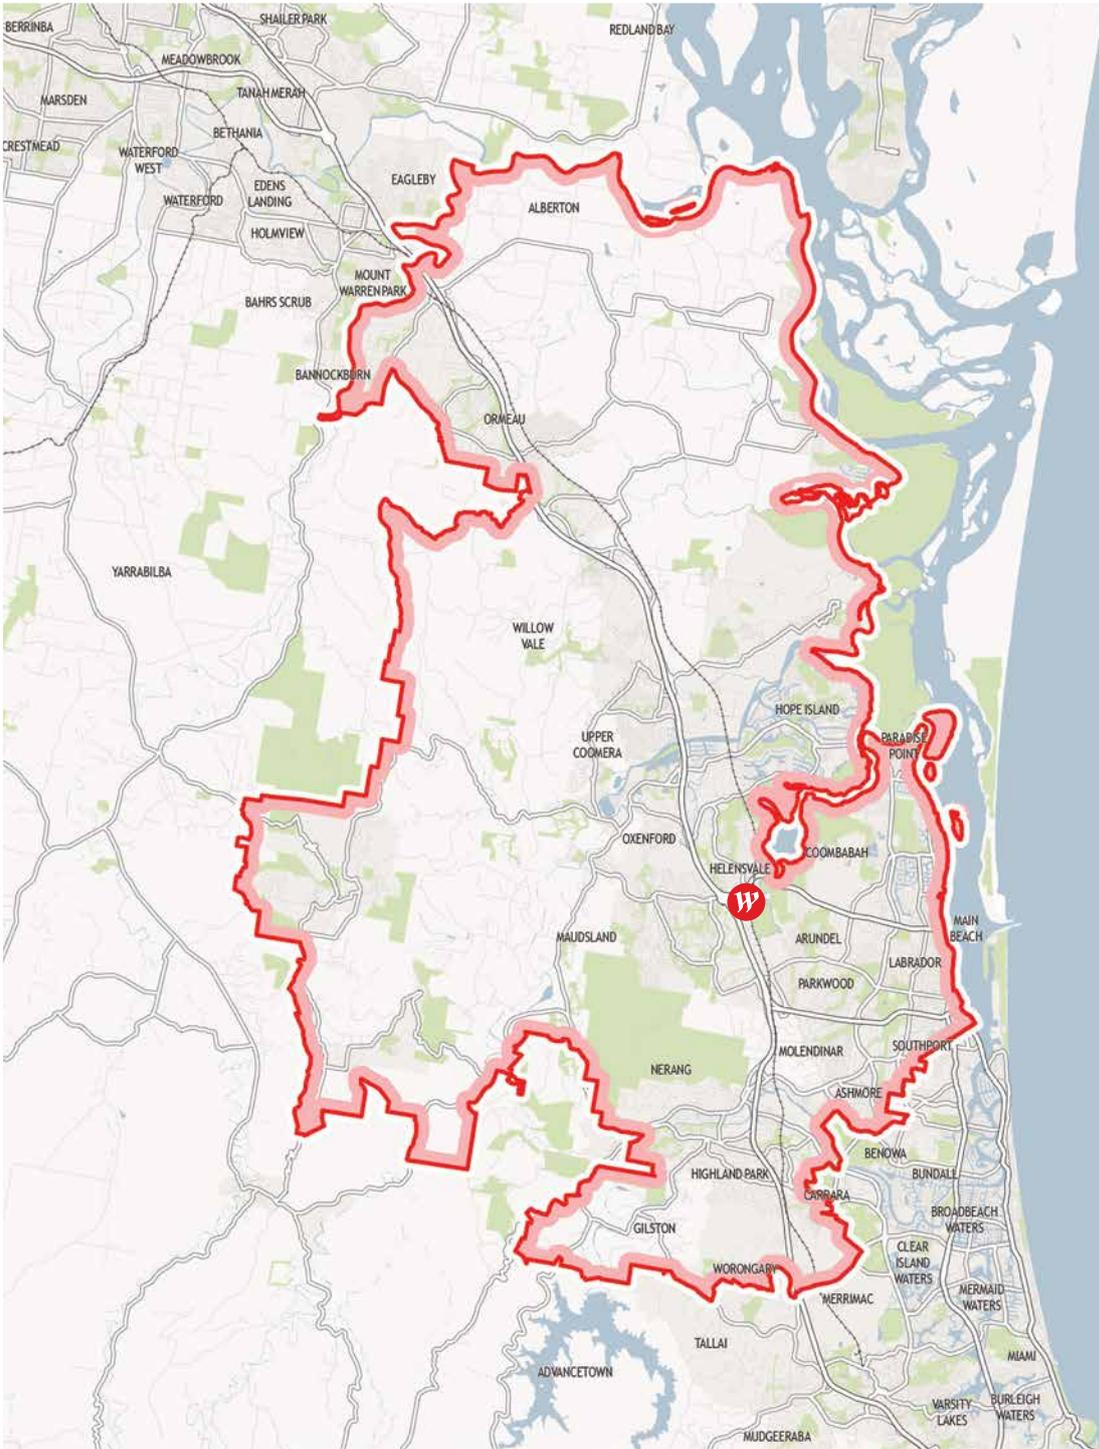 SHAILER PARK
BERRINBA
REDLAND BAY
MEADOWBROOK
TANAH MERAH
MARSDEN
BETHANIA
CRESTMEAD
WATERFORD
WEST
EAGLEBY
EDENS
LANDING
WATERFORD
ALBERTON
HOLMVIEW
MOUNT
WARREN PARK
BAHRS SCRUB
BANNOCKBURN
ORMEAU
YARRABILBA
WILLOW
VALE
HOPE ISLAND
UPPER
COOMERA
PARADISE
POINT
OXENFORD
COOMBABAH
HELENSVALE
W
MAIN
BEACH
MAUDSLAND
ARUNDEL
LABRADOR
PARKWOOD
SOUTHPORT
MOLENDINAR
NERANG
ASHMORE
BENOWA
HIGHLAND PARK
BUNDALL
CARRARA
BROADBEACH
WATERS
GILSTON
CLEAR
ISLAND
WATERS
WORONGARY
MERMAID
WATERS
MERRIMAC
TALLAI
MIAMI
ADVANCETOWN
VARSITY
LAKES
BURLEIGH
WATERS
MUDGEERABA